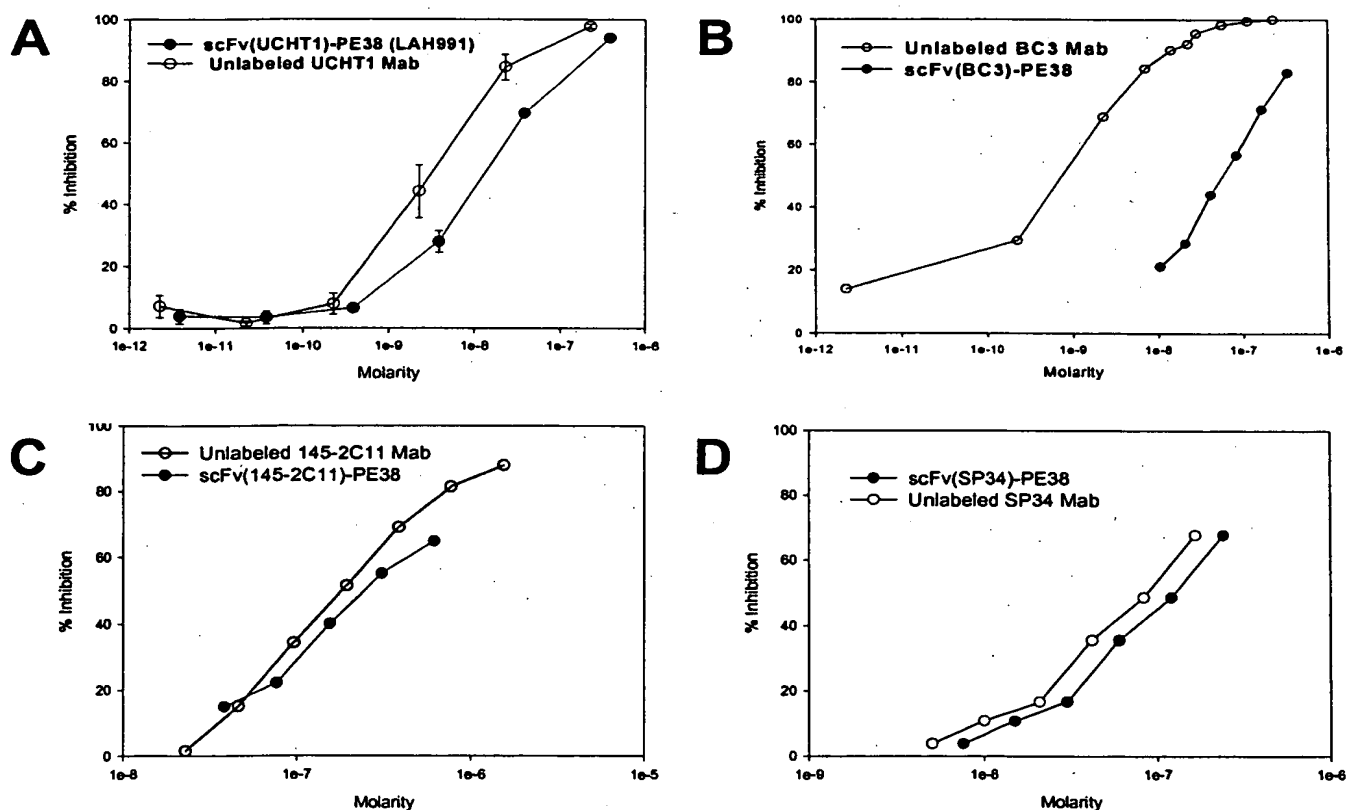 A
scFv(UCHT1)-PE38 (LAH991)
Unlabeled UCHT1 Mab
% Inhibition
100
80
60
40
20
0
1e-12 1e-11 1e-10 1e-9 1e-8 1e-7 1e-6
Molarity
B
Unlabeled BC3 Mab
scFv(BC3)-PE38
% Inhibition
100
80
60
40
20
0
1e-12 1e-11 1e-10 1e-9 1e-8 1e-7 1e-6
Molarity
C
Unlabeled 145-2C11 Mab
scFv(145-2C11)-PE38
% Inhibition
100
80
60
40
20
0
1e-8 1e-7 1e-6 1e-5
Molarity
D
scFv(SP34)-PE38
Unlabeled SP34 Mab
% Inhibition
100
80
60
40
20
0
1e-9 1e-8 1e-7 1e-6
Molarity